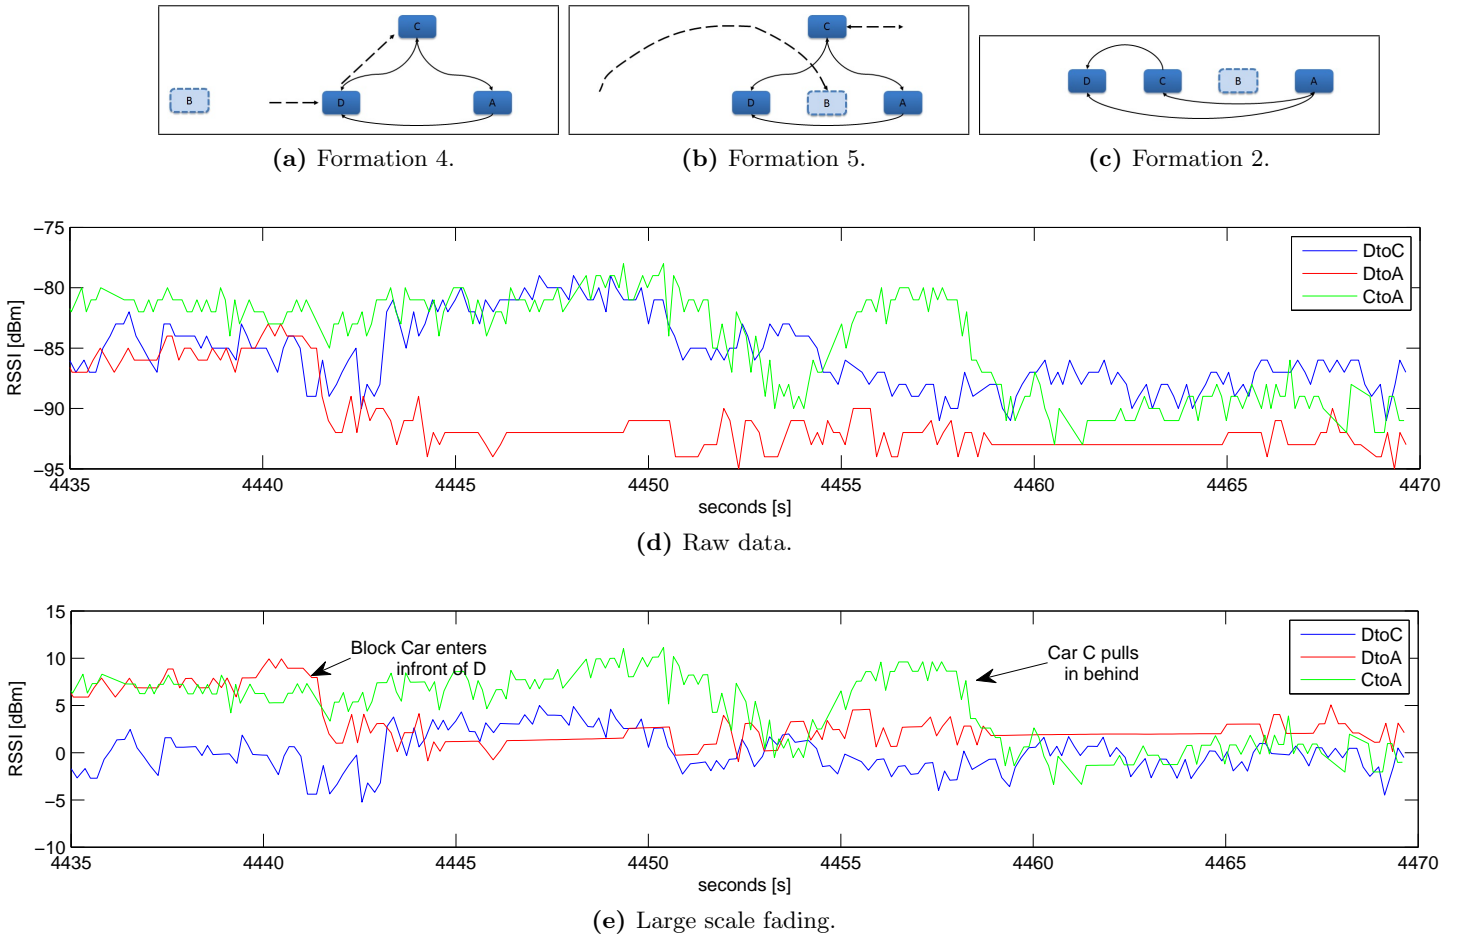 C
B
D
A
C
D
B
A
D
C
B
A
(a) Formation 4.
(b) Formation 5.
(c) Formation 2.
−75
−80
−85
−90
−95
RSSI [dBm]
DtoC
DtoA
CtoA
4435
4440
4445
4450
4455
4460
4465
4470
seconds [s]
(d) Raw data.
15
10
5
0
−5
−10
RSSI [dBm]
Block Car enters
infront of D
Car C pulls
in behind
DtoC
DtoA
CtoA
4435
4440
4445
4450
4455
4460
4465
4470
seconds [s]
(e) Large scale fading.